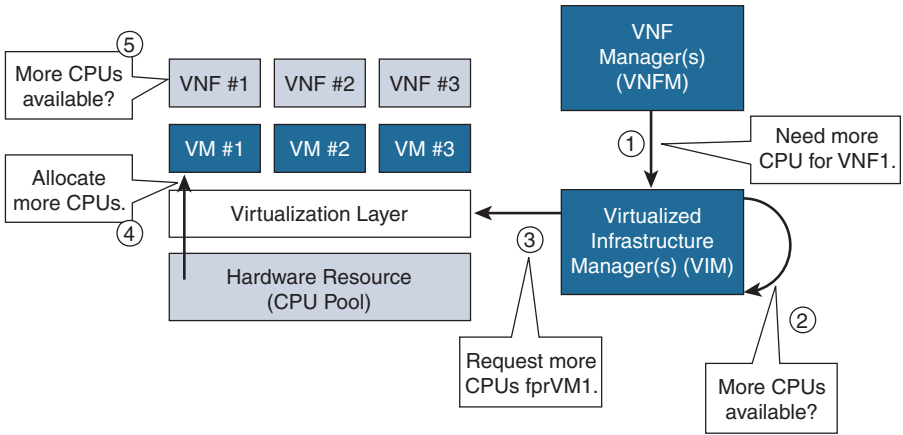 ⑤
More CPUs
available?
VNF #1
VNF #2
VNF #3
VNF
Manager(s)
(VNFM)
①
Need more
CPU for VNF1.
VM #1
VM #2
VM #3
Allocate
more CPUs.
④
Virtualization Layer
③
Virtualized
Infrastructure
Manager(s) (VIM)
Hardware Resource
(CPU Pool)
②
Request more
CPUs fprVM1.
More CPUs
available?